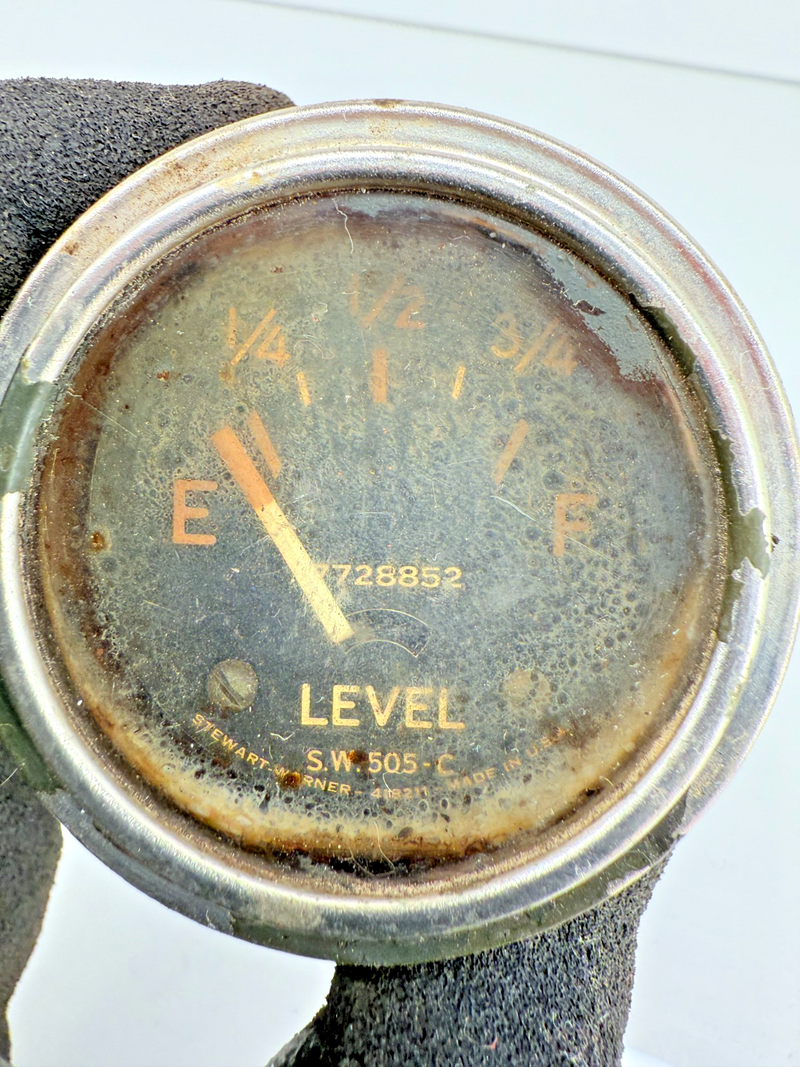 1/4 1/2 3/4
E F
7728852
LEVEL
S.W. 505-C
STEWART-WARNER- 418211 MADE IN U.S.A.